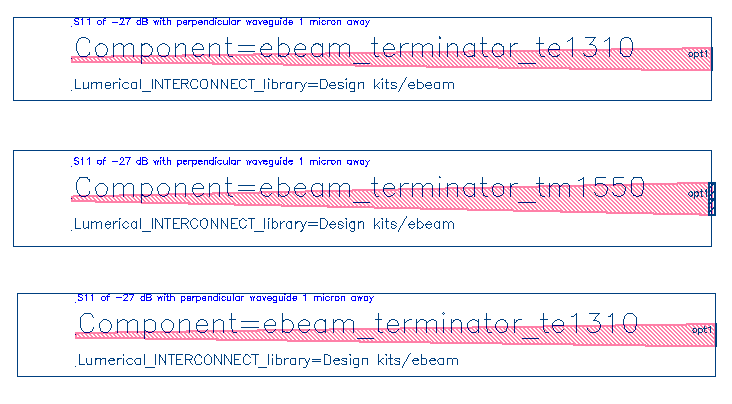 S11 of -27 dB with perpendicular waveguide 1 micron away
Component=ebeam_terminator_te1310
opt1
Lumerical_INTERCONNECT_library=Design kits/ebeam
S11 of -27 dB with perpendicular waveguide 1 micron away
Component=ebeam_terminator_tm1550
opt1
Lumerical_INTERCONNECT_library=Design kits/ebeam
S11 of -27 dB with perpendicular waveguide 1 micron away
Component=ebeam_terminator_te1310
opt1
Lumerical_INTERCONNECT_library=Design kits/ebeam